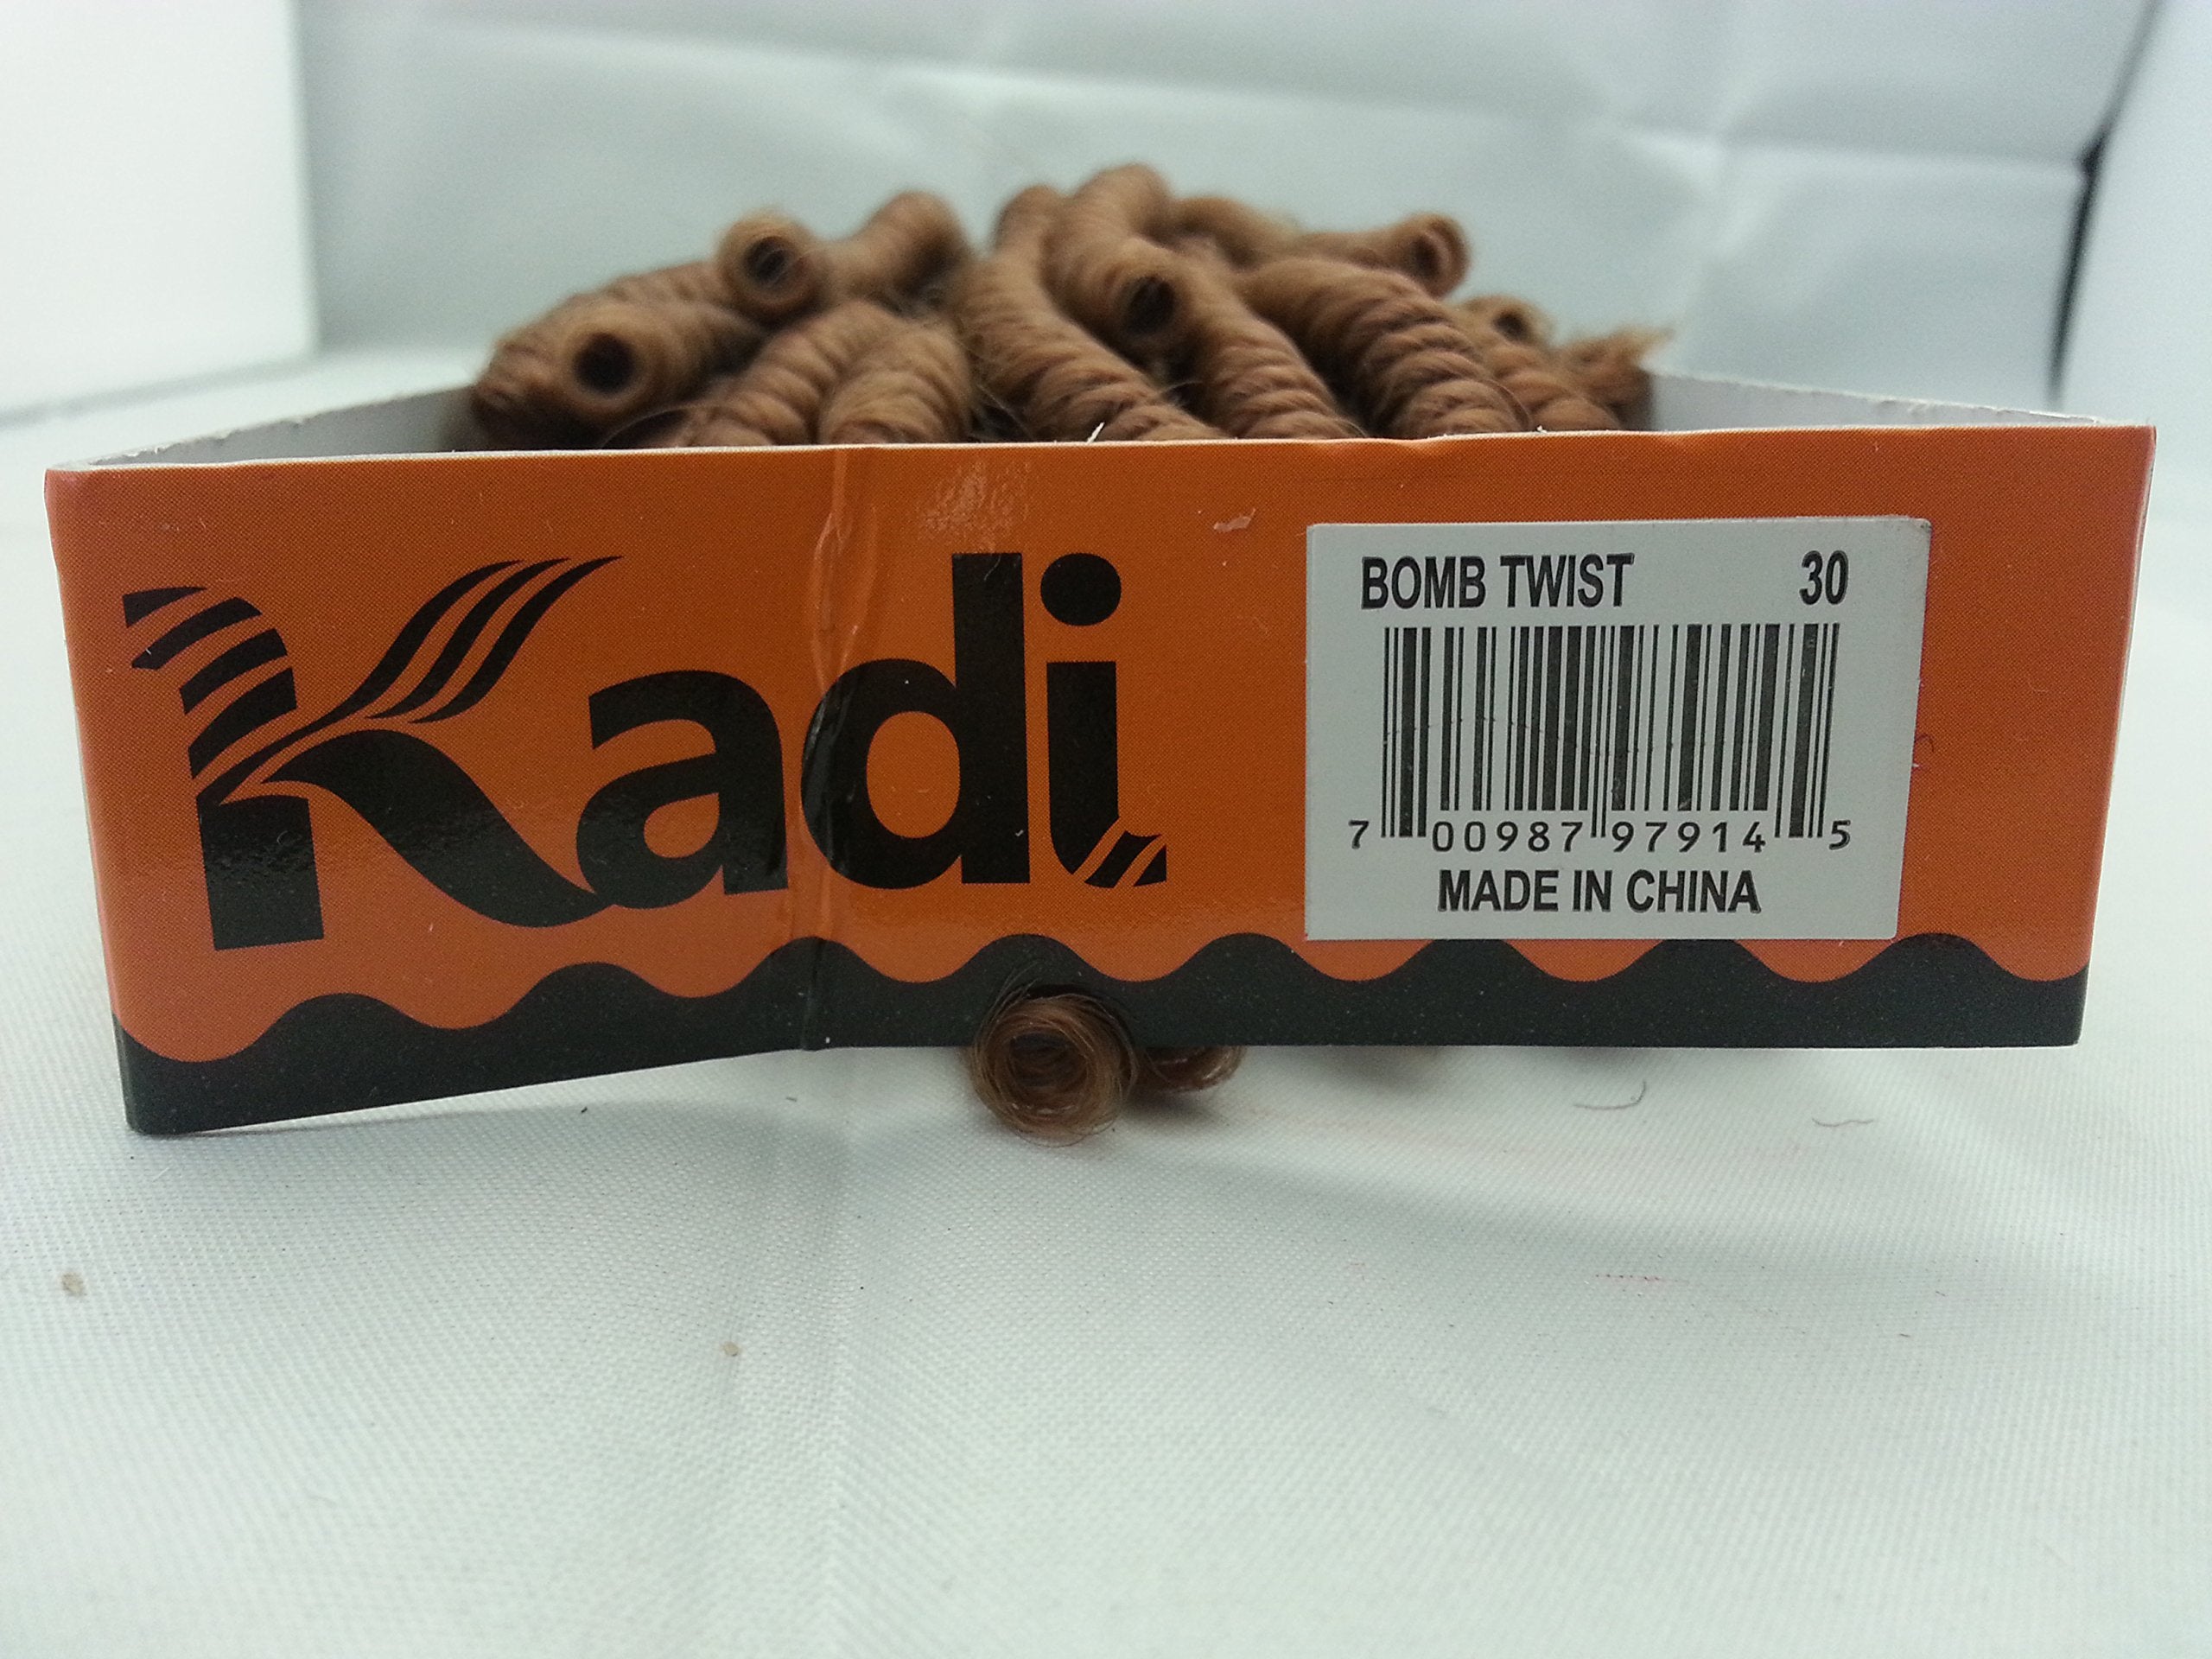 Kadi
BOMB TWIST 30
7 00987 97914 5
MADE IN CHINA